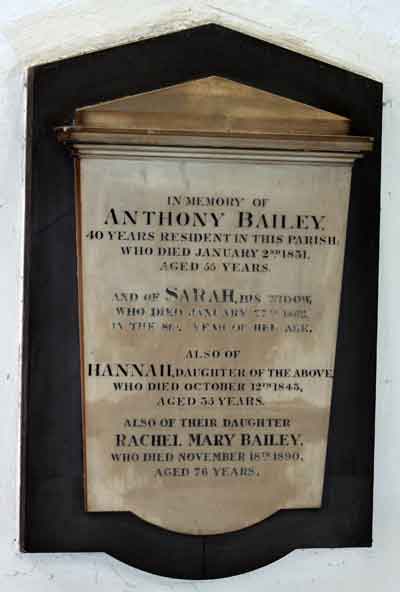 IN MEMORY OF
ANTHONY BAILEY,
40 YEARS RESIDENT IN THIS PARISH,
WHO DIED JANUARY 2ND 1831,
AGED 55 YEARS.
AND OF SARAH, HIS WIDOW,
WHO DIED JANUARY
IN THE YEAR OF HER AGE.
ALSO OF
HANNAH, DAUGHTER OF THE ABOVE,
WHO DIED OCTOBER 12TH 1845,
AGED 35 YEARS.
ALSO OF THEIR DAUGHTER
RACHEL MARY BAILEY,
WHO DIED NOVEMBER 18TH 1890,
AGED 76 YEARS.